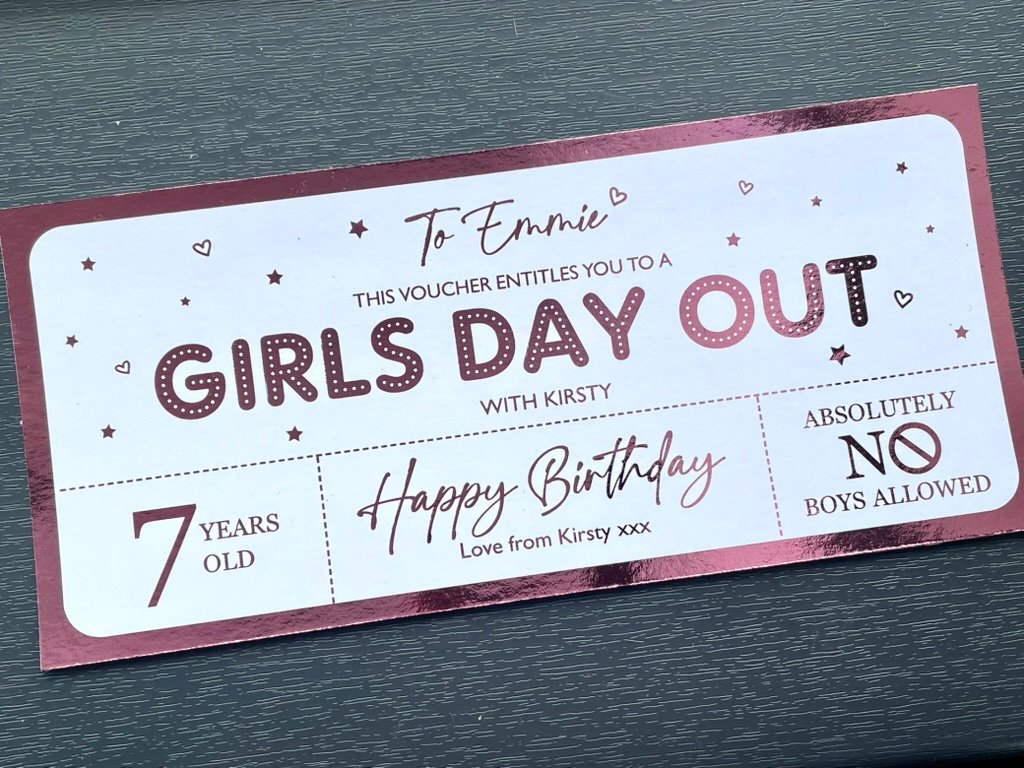 To Emmie
THIS VOUCHER ENTITLES YOU TO A
GIRLS DAY OUT
WITH KIRSTY
7 YEARS
OLD
Happy Birthday
Love from Kirsty xxx
ABSOLUTELY
NO
BOYS ALLOWED